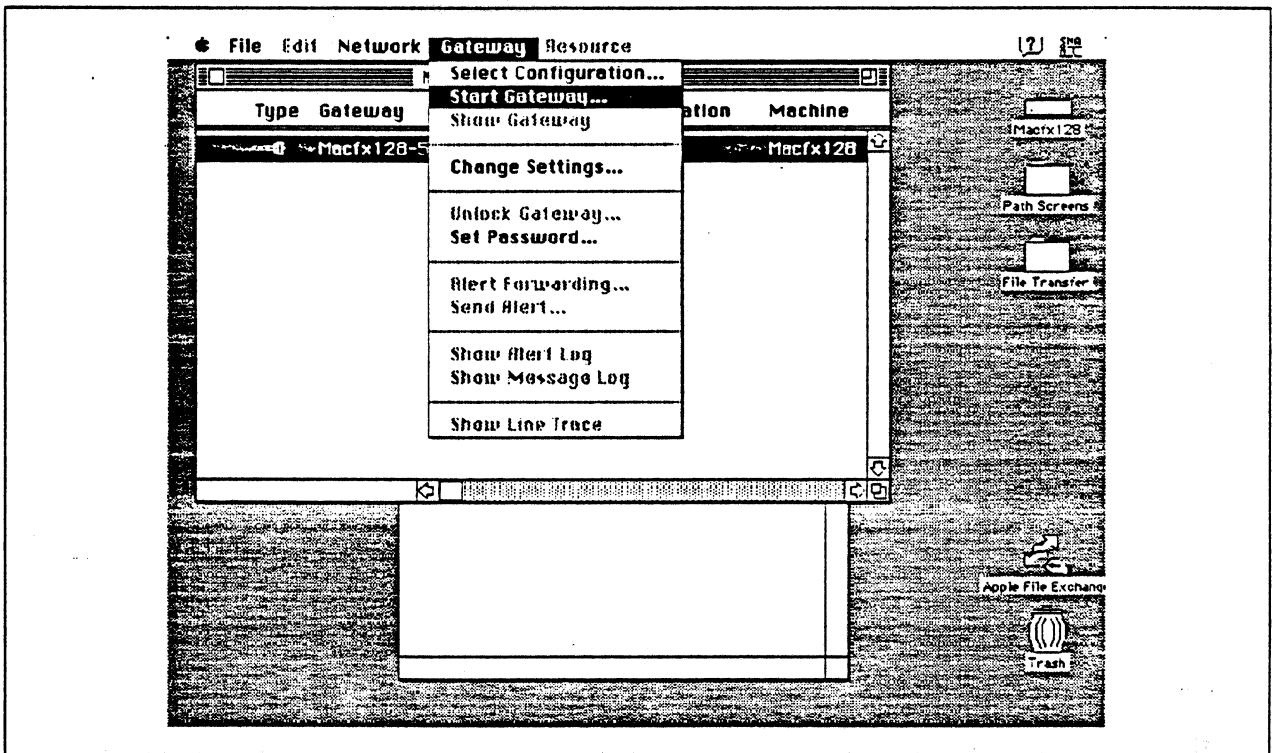 File Edit Network Gateway Resource
Select Configuration...
Start Gateway...
Show Gateway
Change Settings...
Unlock Gateway...
Set Password...
Alert Forwarding...
Send Alert...
Show Alert Log
Show Message Log
Show Line Trace
Type Gateway ation Machine
Macfx128-5 Macfx128
Macfx128
Path Screens
File Transfer
Apple File Exchange
Trash
SNA